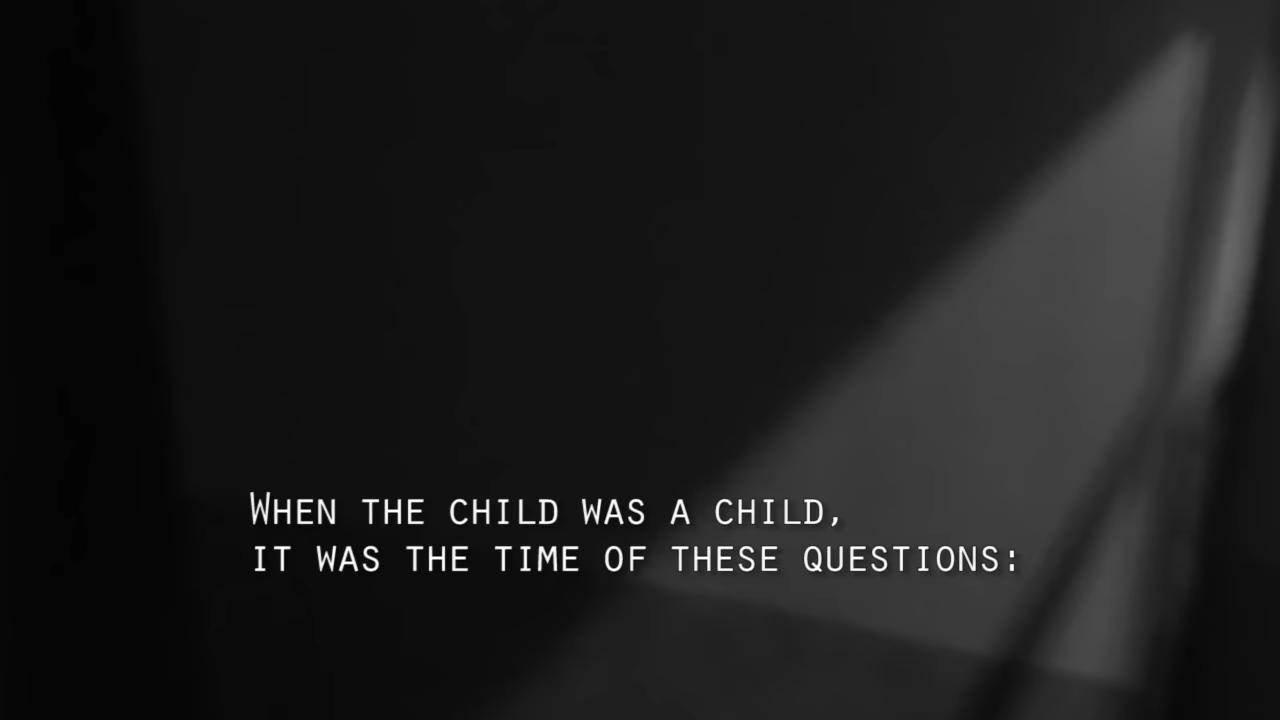 When the child was a child,
it was the time of these questions: